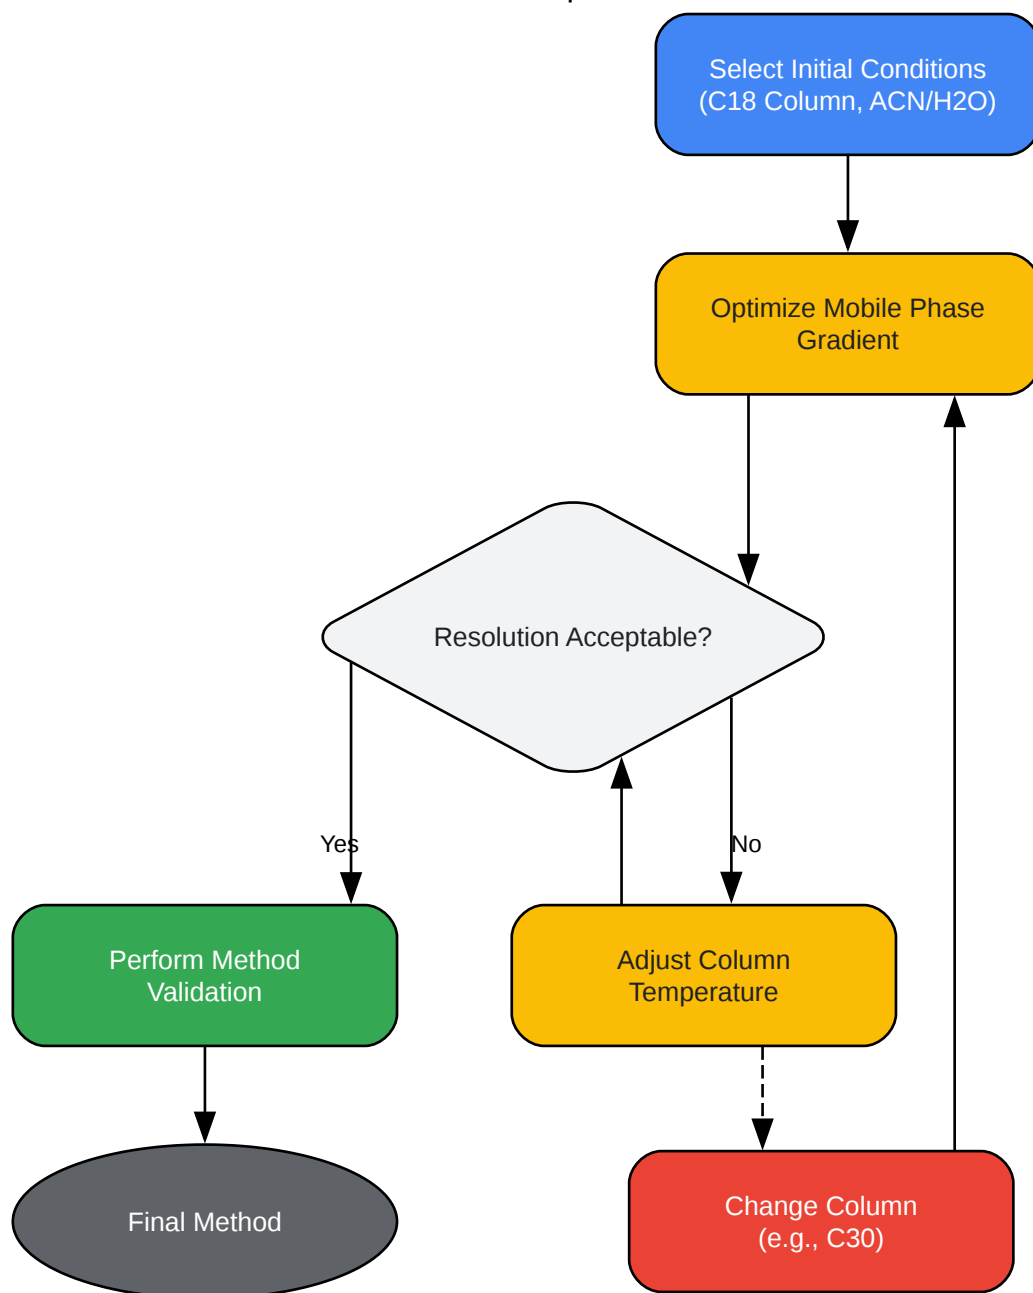 Select Initial Conditions
(C18 Column, ACN/H2O)
Optimize Mobile Phase
Gradient
Resolution Acceptable?
Yes
No
Perform Method
Validation
Adjust Column
Temperature
Final Method
Change Column
(e.g., C30)